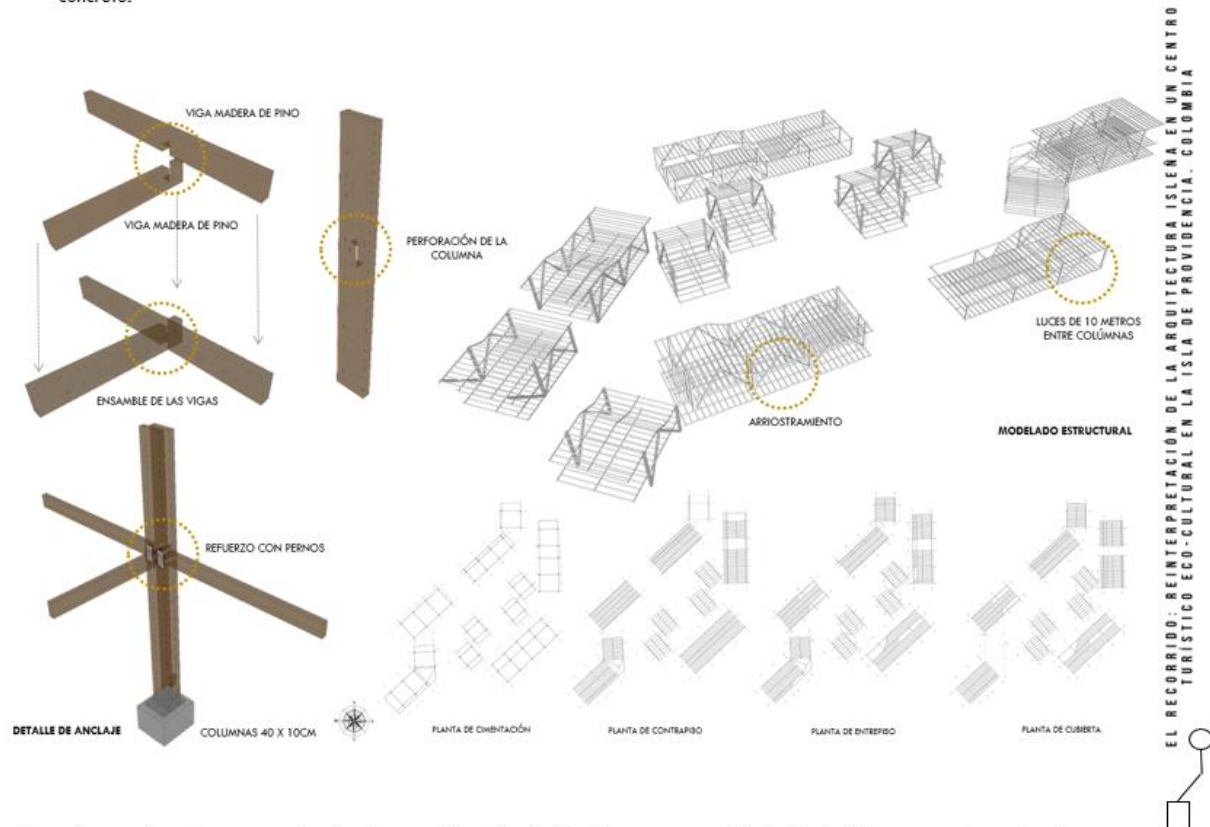 VIGA MADERA DE PINO
VIGA MADERA DE PINO
PERFORACIÓN DE LA
COLUMNA
ENSAMBLE DE LAS VIGAS
REFUERZO CON PERNOS
DETALLE DE ANCLAJE
COLUMNAS 40 X 10CM
LUCES DE 10 METROS
ENTRE COLÚMNAS
ARRIOSTRAMIENTO
MODELADO ESTRUCTURAL
PLANTA DE CIMENTACIÓN
PLANTA DE CONTRAPISO
PLANTA DE ENTREPISO
PLANTA DE CUBIERTA
EL RECORRIDO: REINTERPRETACIÓN DE LA ARQUITECTURA ISLEÑA EN UN CENTRO
TURÍSTICO ECO-CULTURAL EN LA ISLA DE PROVIDENCIA. COLOMBIA